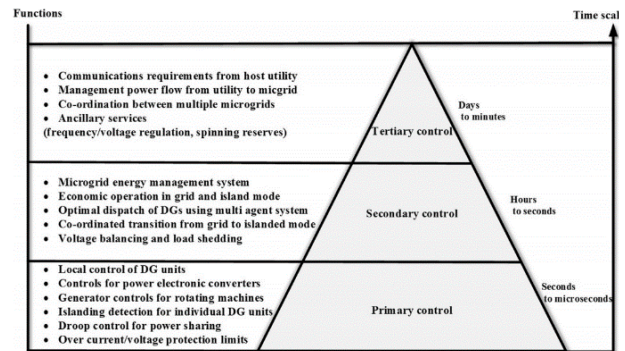 Functions
Time scal
• Communications requirements from host utility
• Management power flow from utility to micgrid
• Co-ordination between multiple microgrids
• Ancillary services
(frequency/voltage regulation, spinning reserves)
Tertiary control
Days
to minutes
• Microgrid energy management system
• Economic operation in grid and island mode
• Optimal dispatch of DGs using multi agent system
• Co-ordinated transition from grid to islanded mode
• Voltage balancing and load shedding
Secondary control
Hours
to seconds
• Local control of DG units
• Controls for power electronic converters
• Generator controls for rotating machines
• Islanding detection for individual DG units
• Droop control for power sharing
• Over current/voltage protection limits
Primary control
Seconds
to microseconds